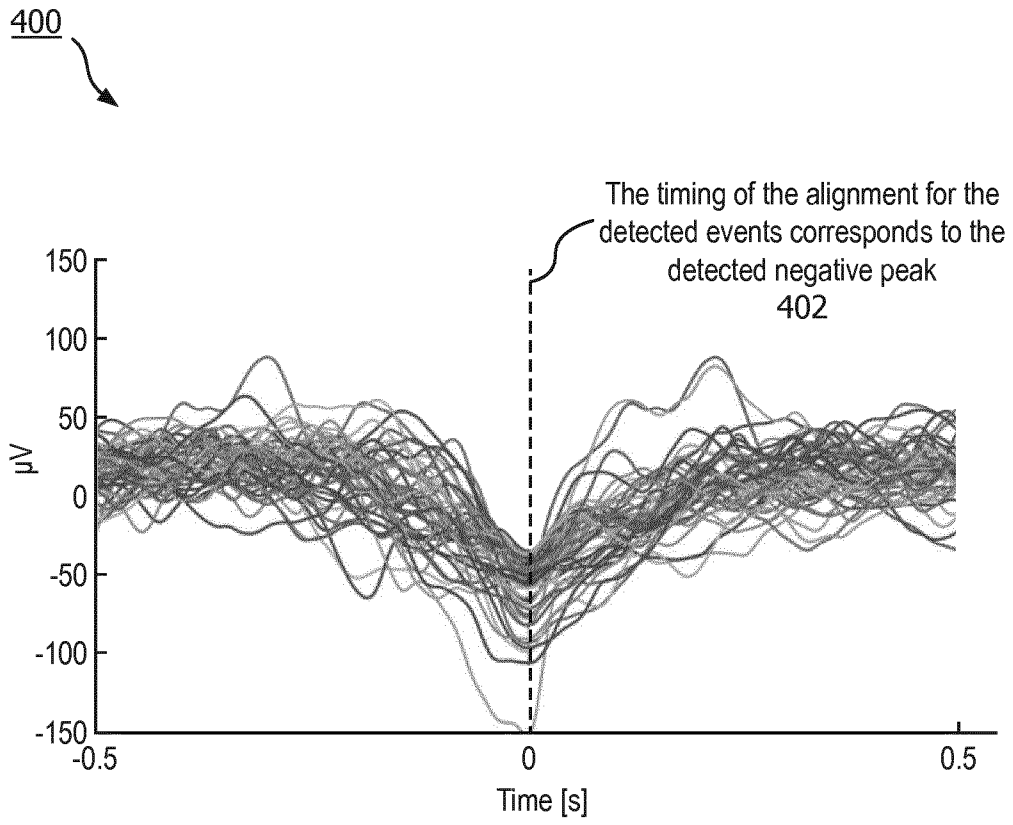 400
The timing of the alignment for the
detected events corresponds to the
detected negative peak
402
150
100
50
0
-50
-100
-150
µV
-0.5
0
0.5
Time [s]